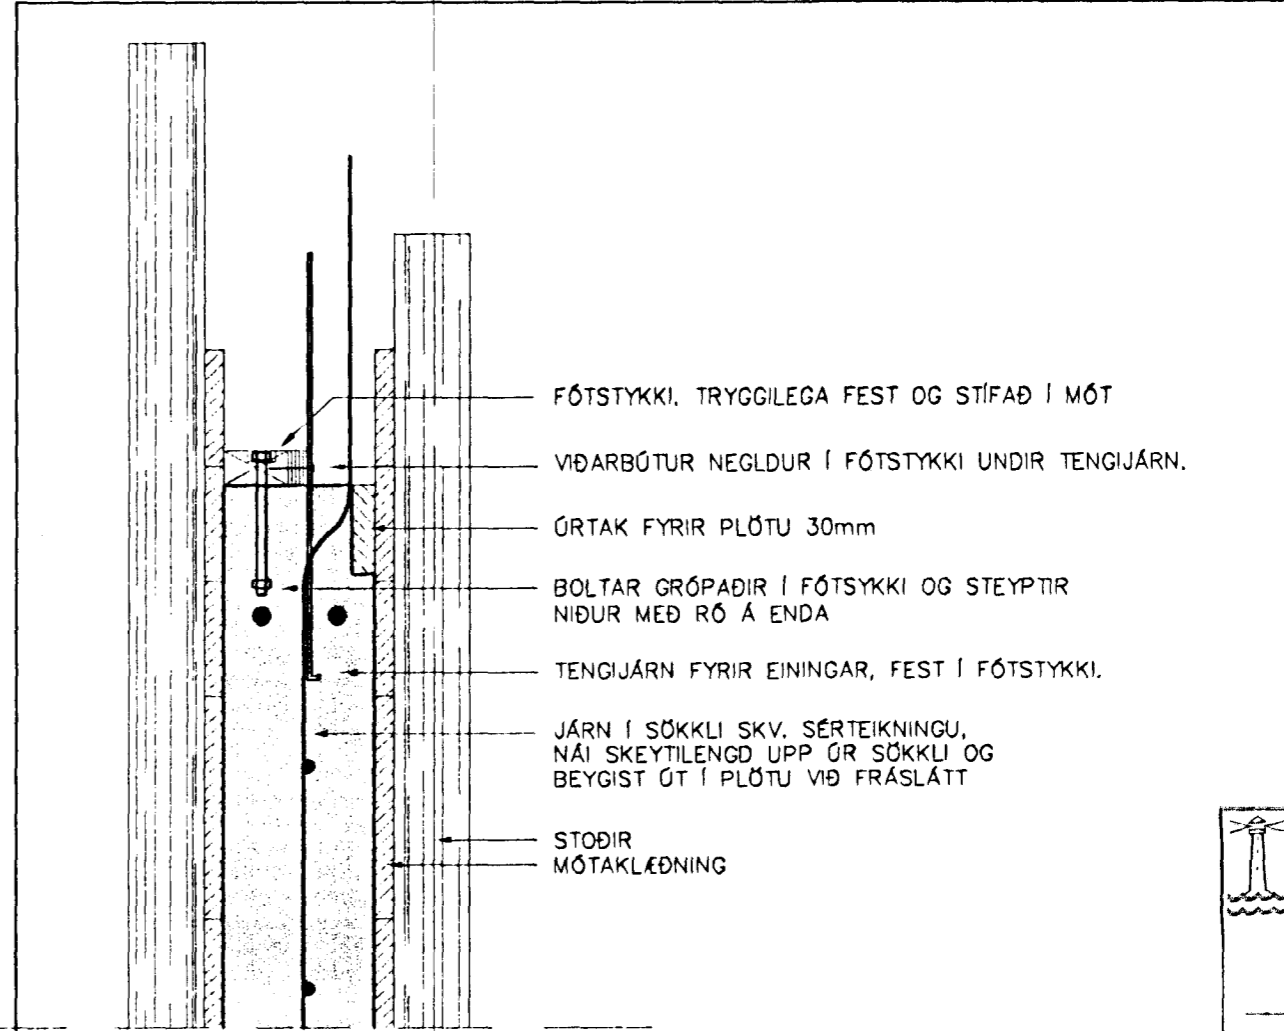 FÓTSTYKKI. TRYGGILEGA FEST OG STÍFAÐ Í MÓT
VIÐARBÚTUR NEGLDUR Í FÓTSTYKKI UNDIR TENGIJÁRN.
ÚRTAK FYRIR PLÖTU 30mm
BOLTAR GRÓPAÐIR Í FÓTSYKKI OG STEYPTIR
NIÐUR MEÐ RÓ Á ENDA
TENGIJÁRN FYRIR EININGAR, FEST Í FÓTSTYKKI.
JÁRN Í SÖKKLI SKV. SÉRTEIKNINGU,
NÁI SKEYTILENGD UPP ÚR SÖKKLI OG
BEYGIST ÚT Í PLÖTU VIÐ FRÁSLÁTT
STOÐIR
MÓTAKLÆÐNING